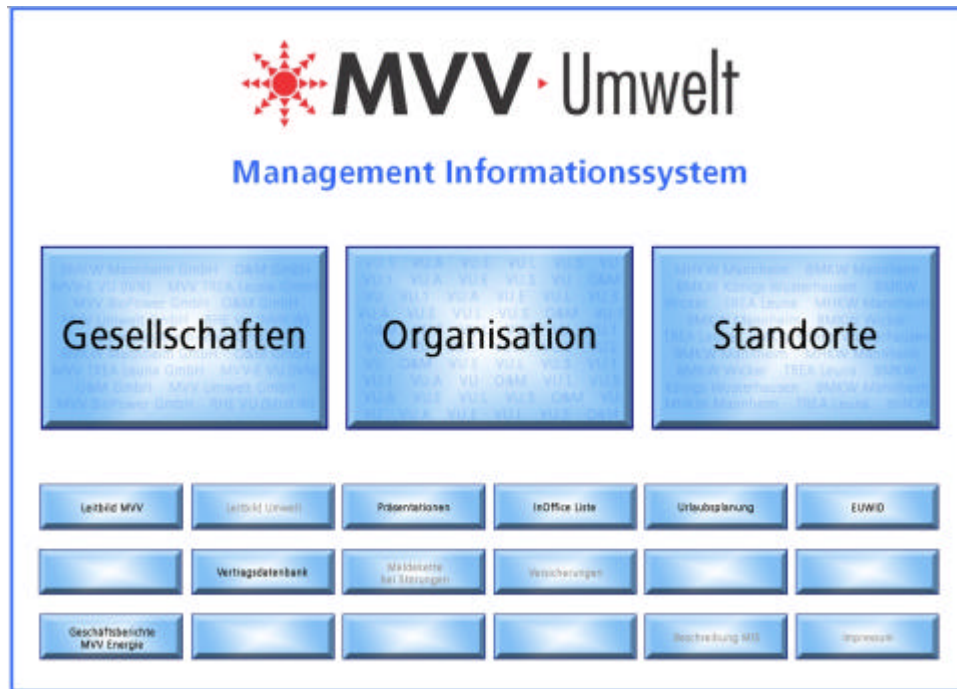 MVV Umwelt
Management Informationssystem
Gesellschaften
Organisation
Standorte
Leitbild MVV
Leitbild Umwelt
Präsentationen
InOffice Liste
Urlaubsplanung
EUWID
Vertragsdatenbank
Meldekette
bei Störungen
Versicherungen
Geschäftsberichte
MVV Energie
Beschreibung MIS
Impressum